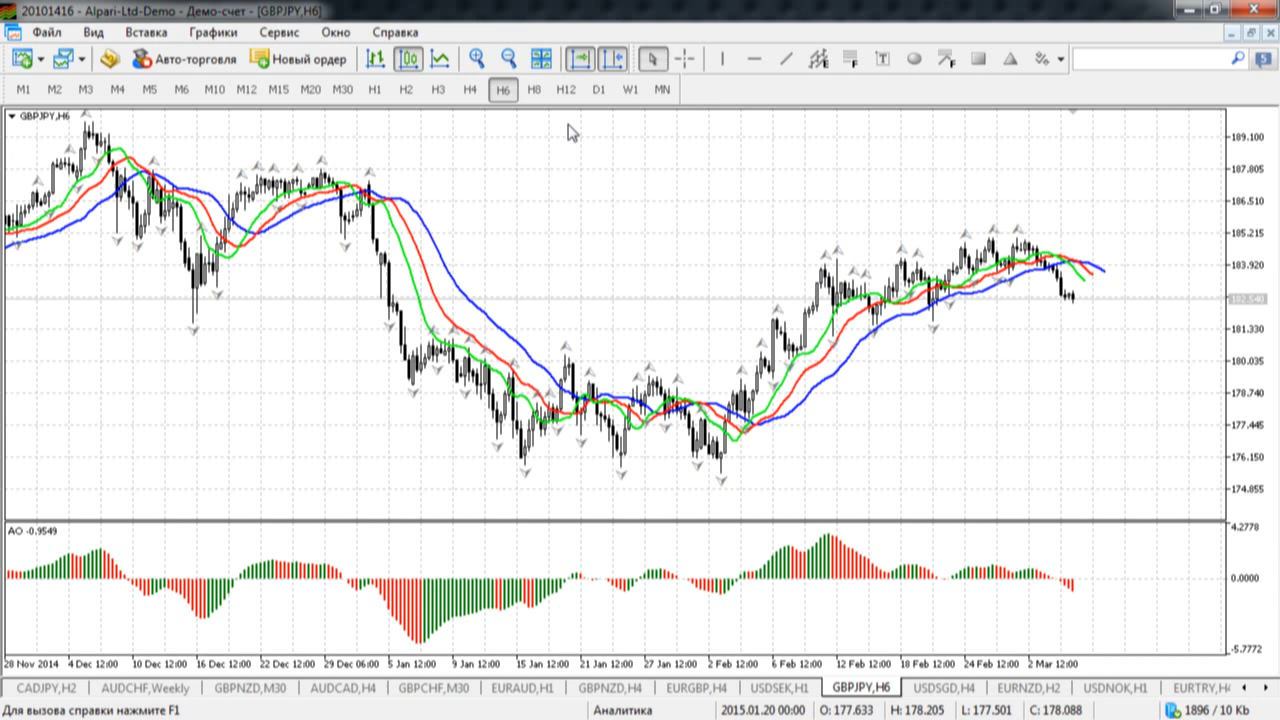 20101416 - Alpari-Ltd-Demo - Демо-счет - [GBPJPY,H6]
Файл Вид Вставка Графики Сервис Окно Справка
Авто-торговля Новый ордер
M1 M2 M3 M4 M5 M6 M10 M12 M15 M20 M30 H1 H2 H3 H4 H6 H8 H12 D1 W1 MN
GBPJPY,H6
189.100
187.805
186.510
185.215
183.920
182.540
181.330
180.035
178.740
177.445
176.150
174.855
AO -0.9549
4.2778
0.0000
-5.7772
28 Nov 2014 4 Dec 12:00 10 Dec 12:00 16 Dec 12:00 22 Dec 12:00 29 Dec 06:00 5 Jan 12:00 9 Jan 12:00 15 Jan 12:00 21 Jan 12:00 27 Jan 12:00 2 Feb 12:00 6 Feb 12:00 12 Feb 12:00 18 Feb 12:00 24 Feb 12:00 2 Mar 12:00
CADJPY,H2 AUDCHF,Weekly GBPNZD,M30 AUDCAD,H4 GBPCHF,M30 EURAUD,H1 GBPNZD,H4 EURGBP,H4 USDSEK,H1 GBPJPY,H6 USDSGD,H4 EURNZD,H2 USDNOK,H1 EURTRY,H4
Для вызова справки нажмите F1 Аналитика 2015.01.20 00:00 O: 177.633 H: 178.205 L: 177.501 C: 178.088 1896 / 10 Kb